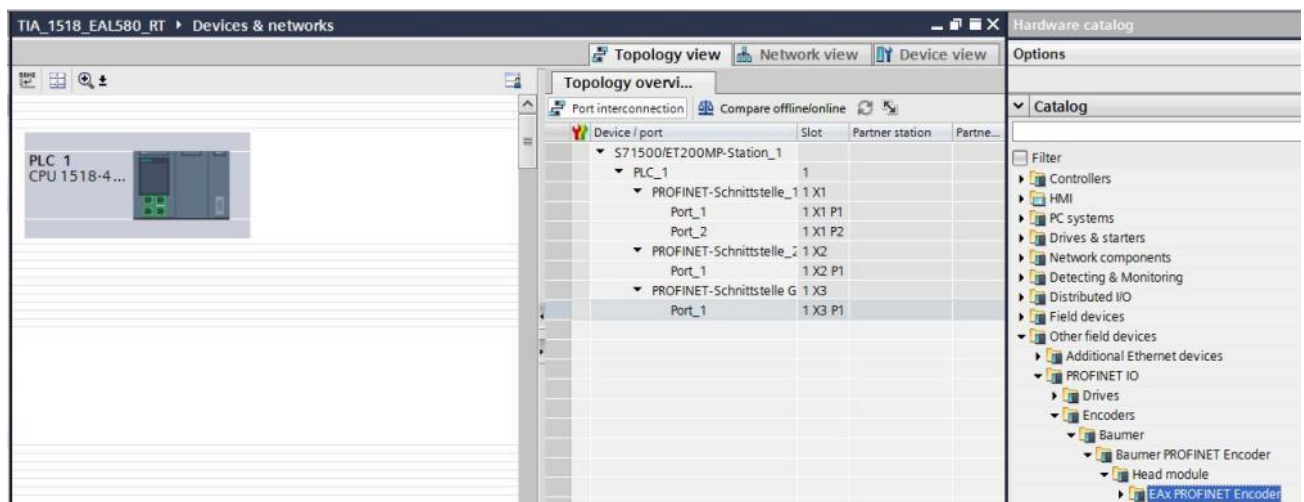 TIA_1518_EAL580_RT ▸ Devices & networks
Topology view
Network view
Device view
Topology overvi...
Port interconnection
Compare offline/online
Device / port Slot Partner station Partne...
S71500/ET200MP-Station_1
PLC_1 1
PROFINET-Schnittstelle_1 1 X1
Port_1 1 X1 P1
Port_2 1 X1 P2
PROFINET-Schnittstelle_2 1 X2
Port_1 1 X2 P1
PROFINET-Schnittstelle G 1 X3
Port_1 1 X3 P1
PLC 1
CPU 1518-4...
Hardware catalog
Options
Catalog
Filter
Controllers
HMI
PC systems
Drives & starters
Network components
Detecting & Monitoring
Distributed I/O
Field devices
Other field devices
Additional Ethernet devices
PROFINET IO
Drives
Encoders
Baumer
Baumer PROFINET Encoder
Head module
EAx PROFINET Encoder